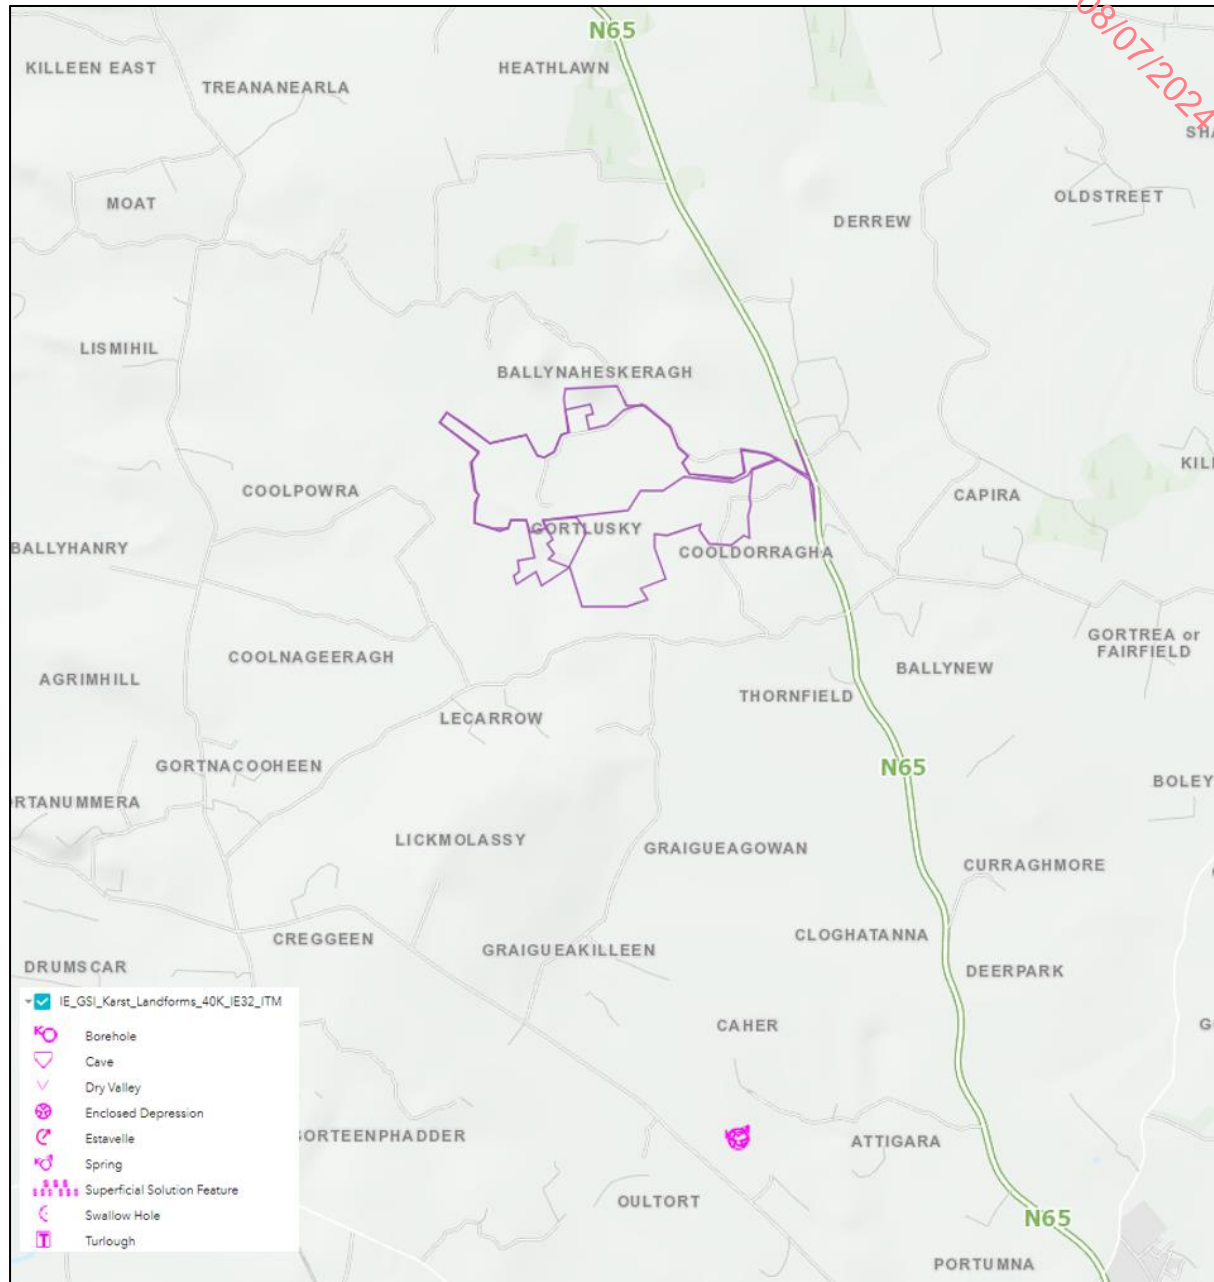 N65
08/07/2024
KILLEEN EAST
HEATHLAWN
TREANANEARLA
MOAT
OLDSTREET
DERREW
LISMIHIL
BALLYNAHESKERAGH
COOLPOWRA
CAPIRA
GORTLUSKY
BALLYHANRY
COOLDORRAGHA
COOLNAGEERAGH
GORTREA or
FAIRFIELD
AGRIMHILL
BALLYNEW
THORNFIELD
LECARROW
GORTNACOOHEEN
N65
BOLEY
RTANUMMERA
LICKMOLASSY
GRAIGUEAGOWAN
CURRAGHMORE
CREGGEEN
GRAIGUEAKILLEEN
CLOGHATANNA
DRUMSCAR
DEERPARK
CAHER
GORTEENPHADDER
ATTIGARA
OULTORT
N65
PORTUMNA
IE_GSI_Karst_Landforms_40K_IE32_ITM
Borehole
Cave
Dry Valley
Enclosed Depression
Estavelle
Spring
Superficial Solution Feature
Swallow Hole
Turlough